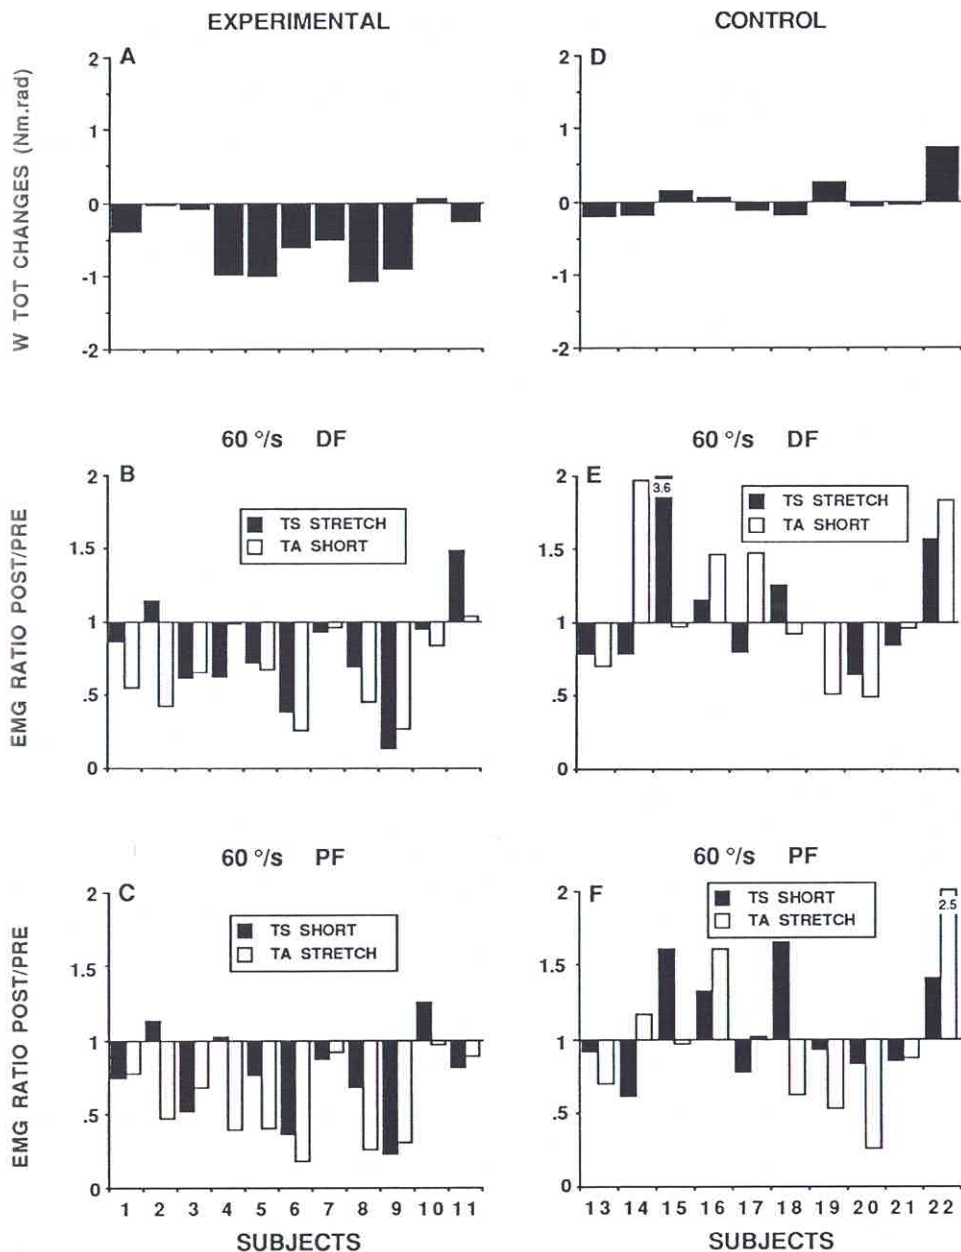 EXPERIMENTAL
CONTROL
W TOT CHANGES (Nm.rad)
A
2
1
0
-1
-2
D
2
1
0
-1
-2
60 °/s DF
60 °/s DF
EMG RATIO POST/PRE
B
2
1.5
1
.5
0
TS STRETCH
TA SHORT
E
2
1.5
1
.5
0
3.6
TS STRETCH
TA SHORT
60 °/s PF
60 °/s PF
EMG RATIO POST/PRE
C
2
1.5
1
.5
0
TS SHORT
TA STRETCH
1 2 3 4 5 6 7 8 9 10 11
SUBJECTS
F
2
1.5
1
.5
0
TS SHORT
TA STRETCH
2.5
13 14 15 16 17 18 19 20 21 22
SUBJECTS